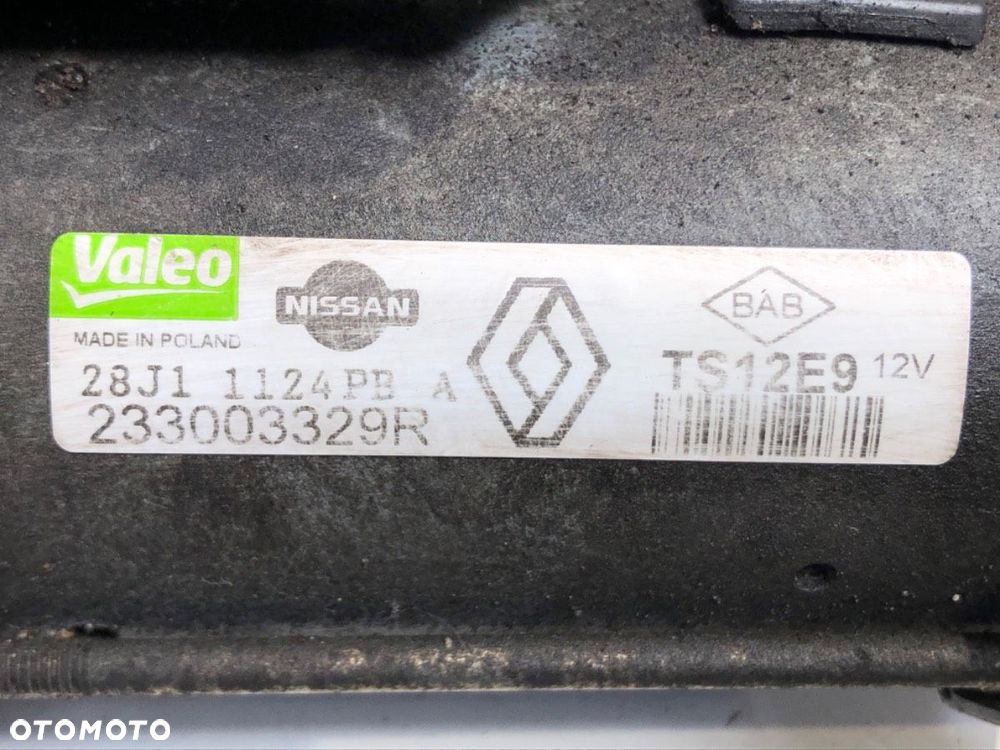 Valeo
NISSAN
BAB
MADE IN POLAND
TS12E9 12V
28J1 1124PB A
233003329R
OTOMOTO